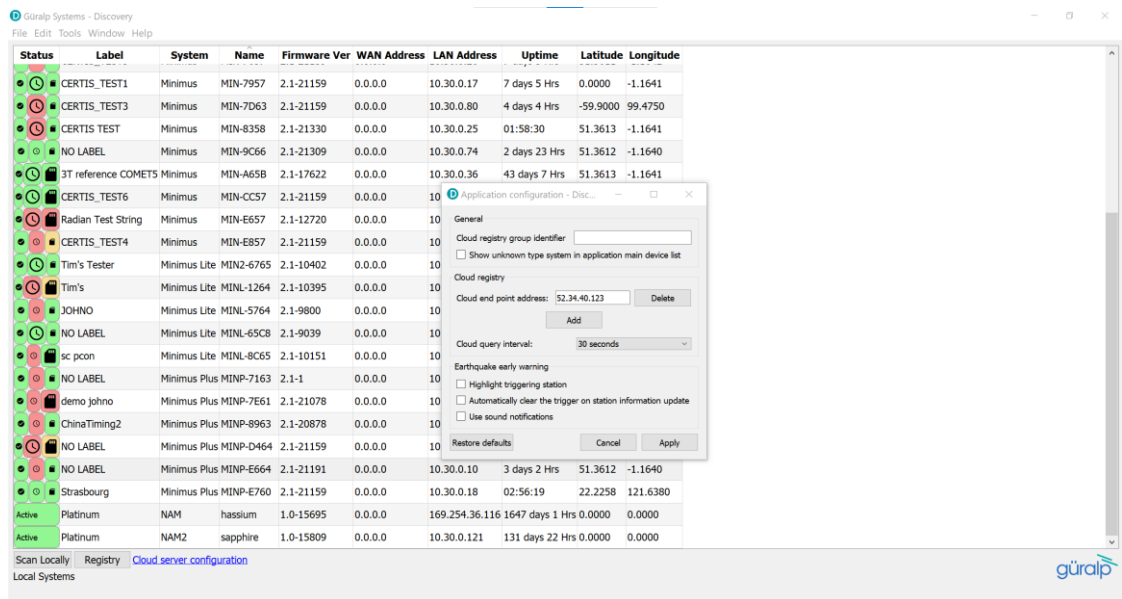 Güralp Systems - Discovery
File Edit Tools Window Help
Status Label System Name Firmware Ver WAN Address LAN Address Uptime Latitude Longitude
CERTIS_TEST1 Minimus MIN-7957 2.1-21159 0.0.0.0 10.30.0.17 7 days 5 Hrs 0.0000 -1.1641
CERTIS_TEST3 Minimus MIN-7D63 2.1-21159 0.0.0.0 10.30.0.80 4 days 4 Hrs -59.9000 99.4750
CERTIS TEST Minimus MIN-8358 2.1-21330 0.0.0.0 10.30.0.25 01:58:30 51.3613 -1.1641
NO LABEL Minimus MIN-9C66 2.1-21309 0.0.0.0 10.30.0.74 2 days 23 Hrs 51.3612 -1.1640
3T reference COMET5 Minimus MIN-A65B 2.1-17622 0.0.0.0 10.30.0.36 43 days 7 Hrs 51.3613 -1.1641
CERTIS_TEST6 Minimus MIN-CC57 2.1-21159 0.0.0.0 10
Radian Test String Minimus MIN-E657 2.1-12720 0.0.0.0 10
CERTIS_TEST4 Minimus MIN-E857 2.1-21159 0.0.0.0 10
Tim's Tester Minimus Lite MIN2-6765 2.1-10402 0.0.0.0 10
Tim's Minimus Lite MINL-1264 2.1-10395 0.0.0.0 10
JOHNO Minimus Lite MINL-5764 2.1-9800 0.0.0.0 10
NO LABEL Minimus Lite MINL-65C8 2.1-9039 0.0.0.0 10
sc pcon Minimus Lite MINL-8C65 2.1-10151 0.0.0.0 10
NO LABEL Minimus Plus MINP-7163 2.1-1 0.0.0.0 10
demo johno Minimus Plus MINP-7E61 2.1-21078 0.0.0.0 10
ChinaTiming2 Minimus Plus MINP-8963 2.1-20878 0.0.0.0 10
NO LABEL Minimus Plus MINP-D464 2.1-21159 0.0.0.0 10
NO LABEL Minimus Plus MINP-E664 2.1-21191 0.0.0.0 10.30.0.10 3 days 2 Hrs 51.3612 -1.1640
Strasbourg Minimus Plus MINP-E760 2.1-21159 0.0.0.0 10.30.0.18 02:56:19 22.2258 121.6380
Active Platinum NAM hassium 1.0-15695 0.0.0.0 169.254.36.116 1647 days 1 Hrs 0.0000 0.0000
Active Platinum NAM2 sapphire 1.0-15809 0.0.0.0 10.30.0.121 131 days 22 Hrs 0.0000 0.0000
Application configuration - Disc...
General
Cloud registry group identifier
Show unknown type system in application main device list
Cloud registry
Cloud end point address: 52.34.40.123 Delete
Add
Cloud query interval: 30 seconds
Earthquake early warning
Highlight triggering station
Automatically clear the trigger on station information update
Use sound notifications
Restore defaults Cancel Apply
Scan Locally Registry Cloud server configuration
Local Systems
güralp